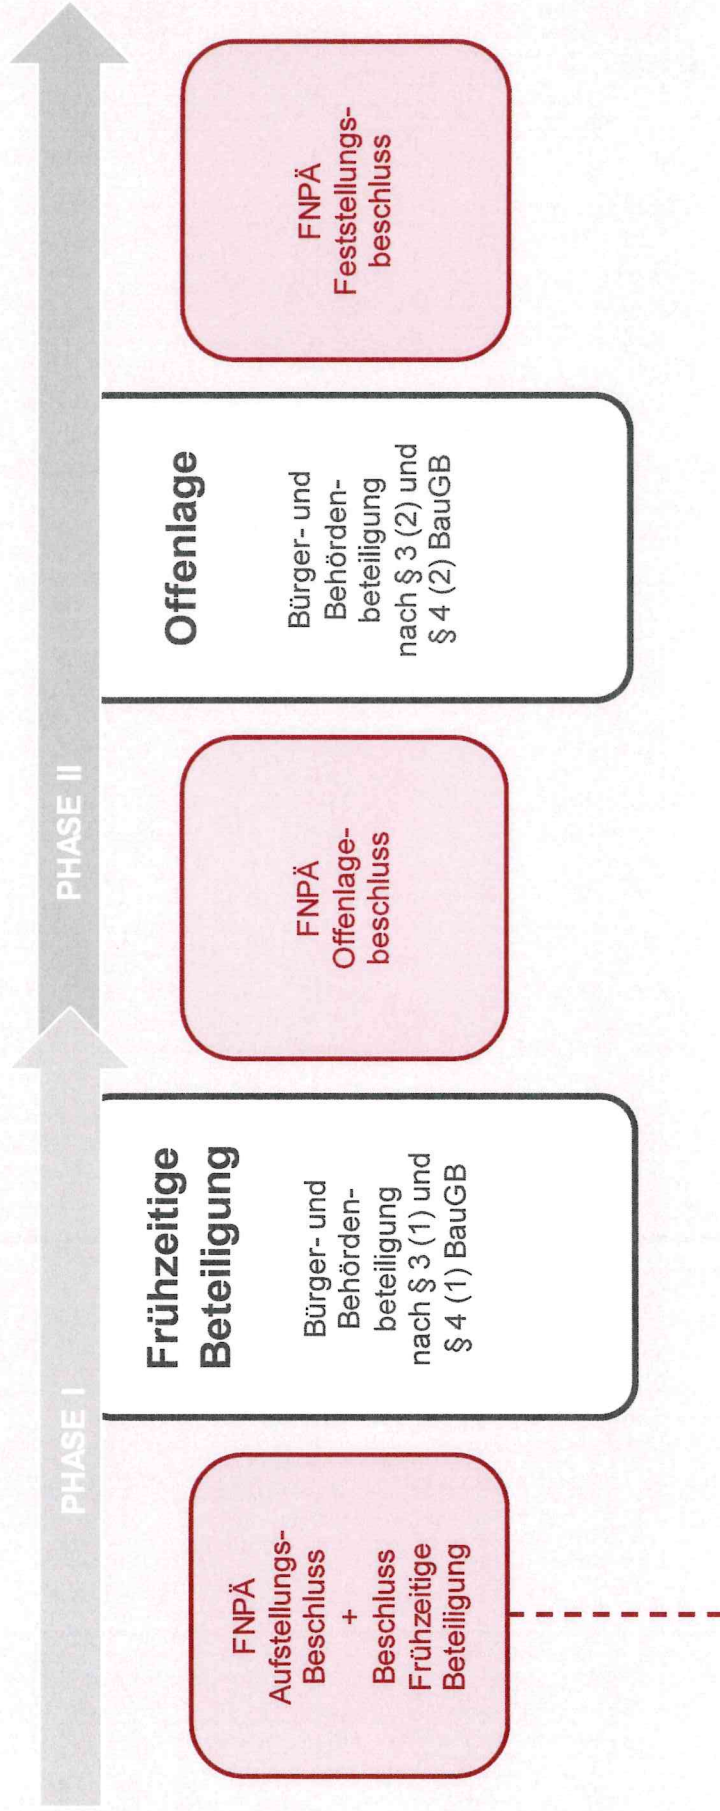 PHASE I
PHASE II
FNPÄ
Aufstellungs-
Beschluss
+
Beschluss
Frühzeitige
Beteiligung
Frühzeitige
Beteiligung
Bürger- und
Behörden-
beteiligung
nach § 3 (1) und
§ 4 (1) BauGB
FNPÄ
Offenlage-
beschluss
Offenlage
Bürger- und
Behörden-
beteiligung
nach § 3 (2) und
§ 4 (2) BauGB
FNPÄ
Feststellungs-
beschluss